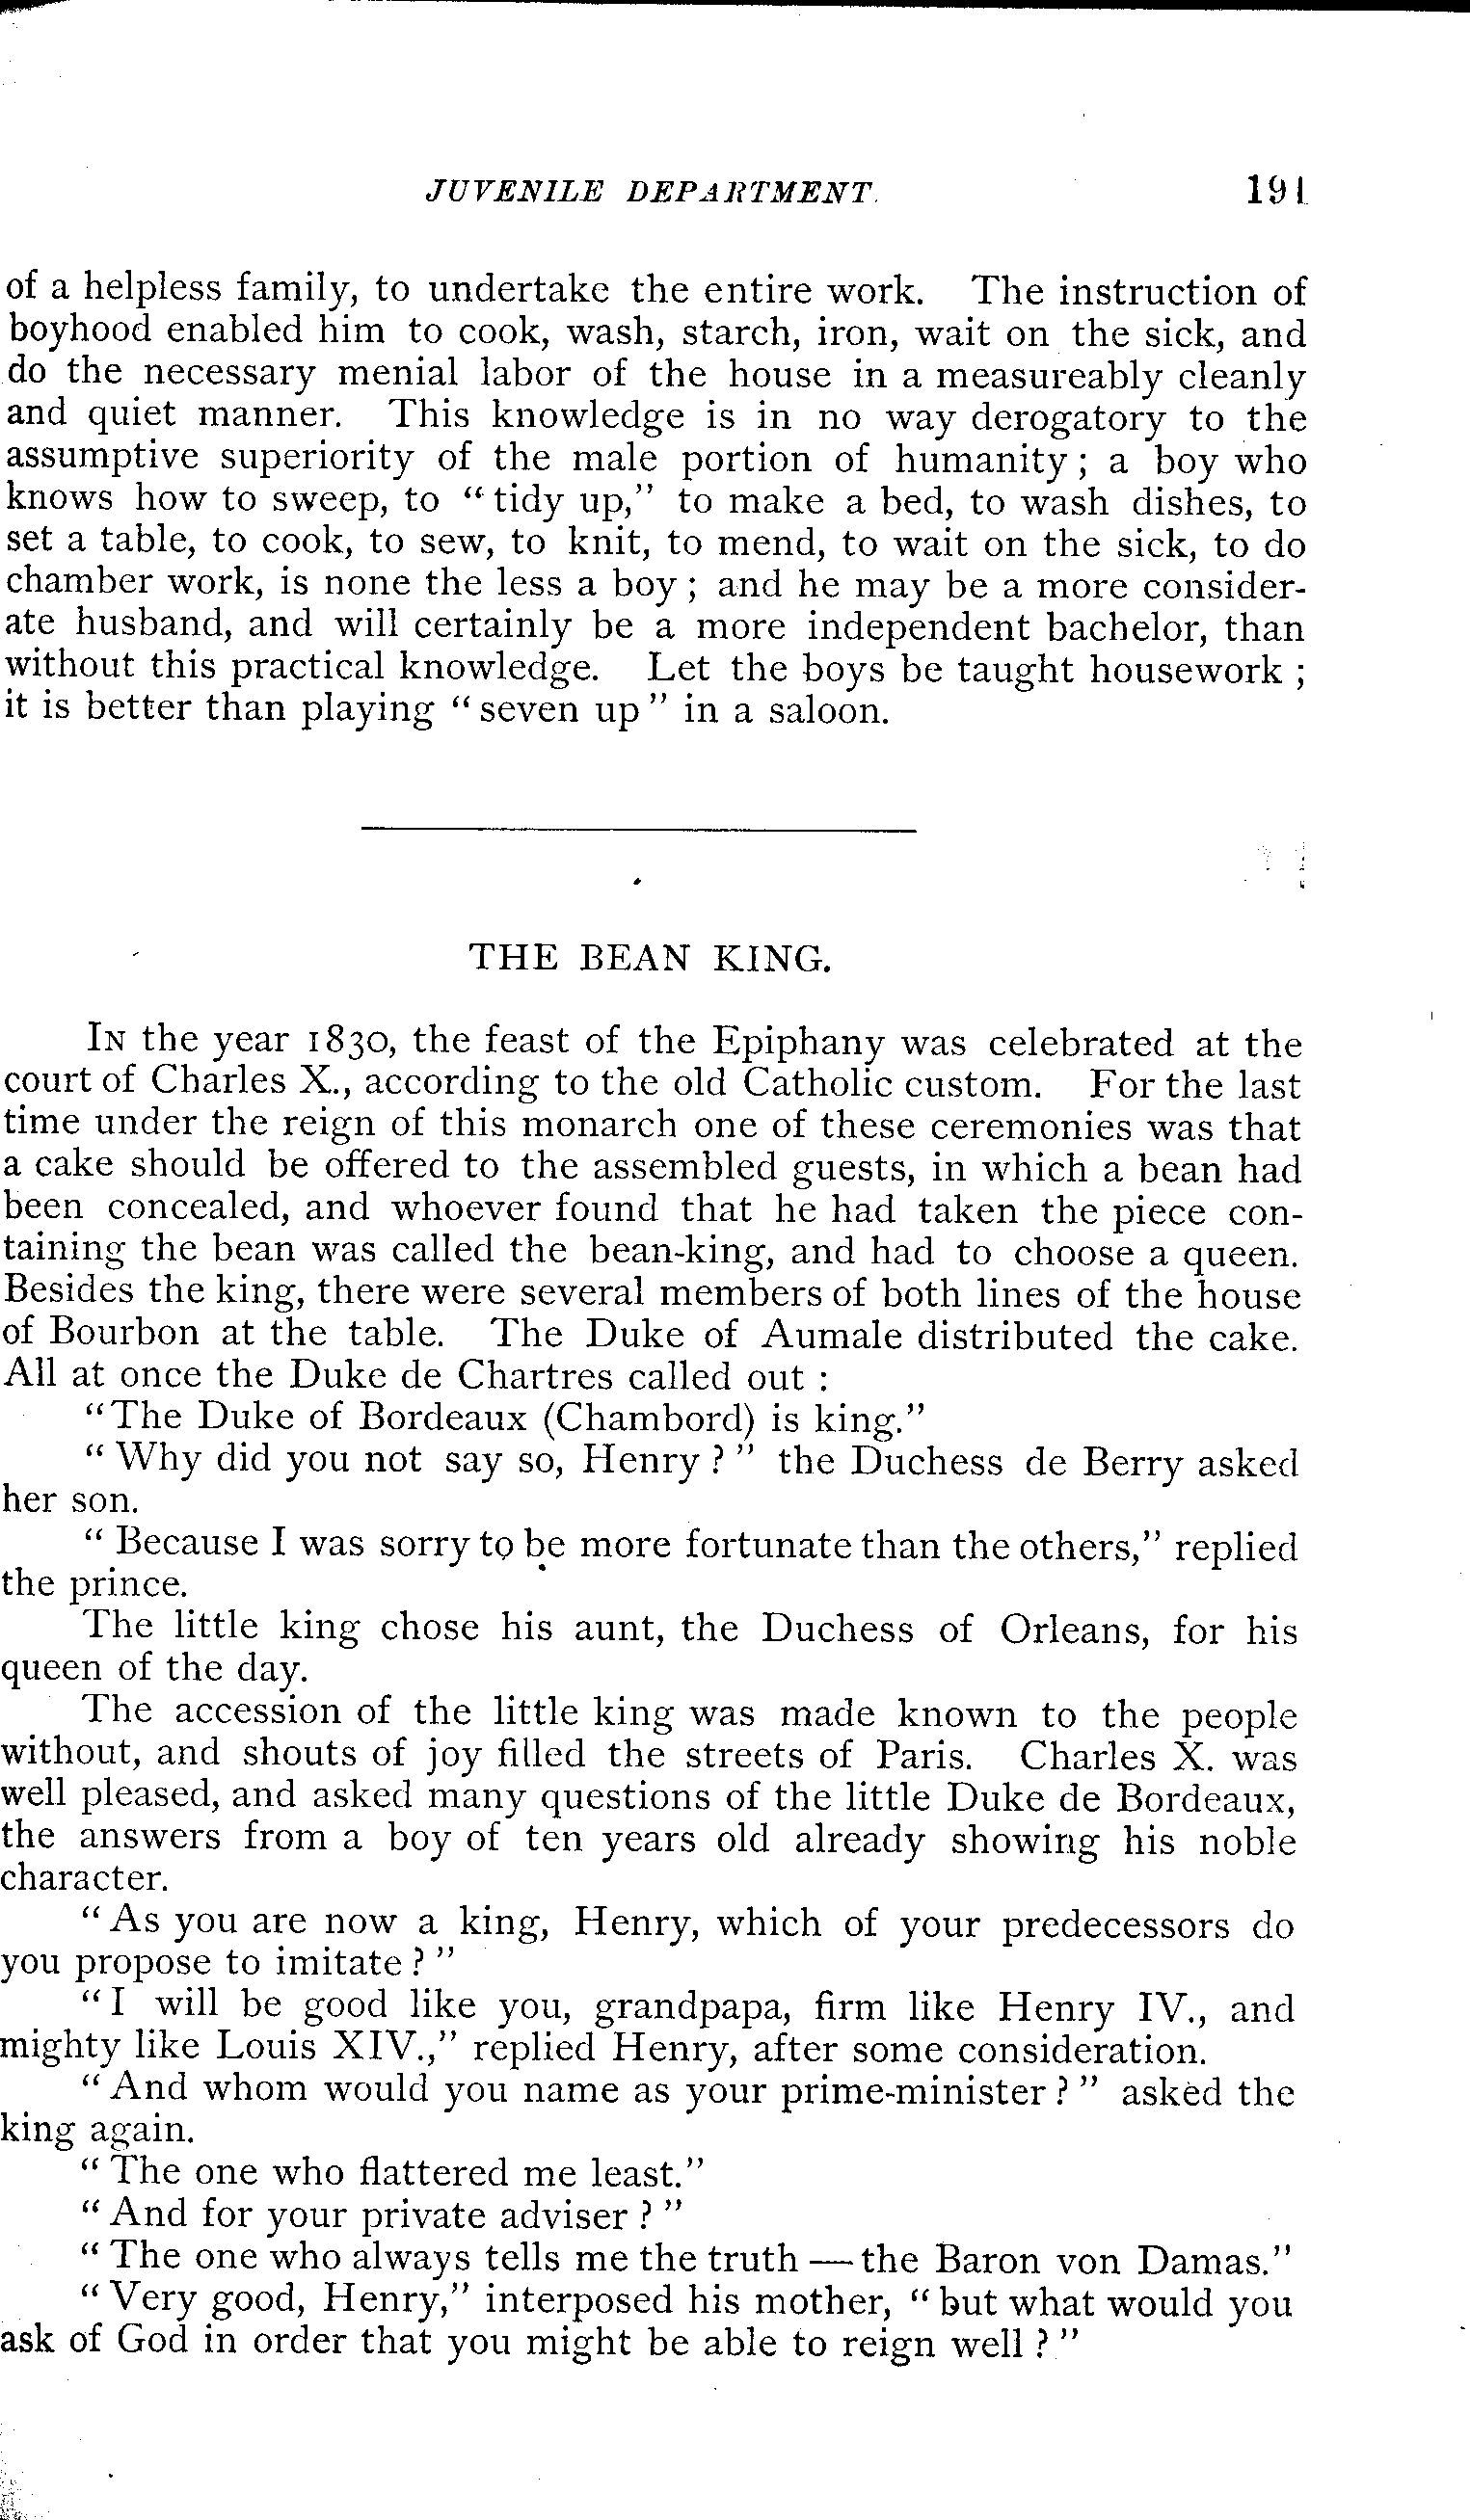 JUVENILE DEPARTMENT. 191
of a helpless family, to undertake the entire work. The instruction of
boyhood enabled him to cook, wash, starch, iron, wait on the sick, and
do the necessary menial labor of the house in a measureably cleanly
and quiet manner. This knowledge is in no way derogatory to the
assumptive superiority of the male portion of humanity; a boy who
knows how to sweep, to "tidy up," to make a bed, to wash dishes, to
set a table, to cook, to sew, to knit, to mend, to wait on the sick, to do
chamber work, is none the less a boy; and he may be a more consider-
ate husband, and will certainly be a more independent bachelor, than
without this practical knowledge. Let the boys be taught housework;
it is better than playing "seven up" in a saloon.
THE BEAN KING.
IN the year 1830, the feast of the Epiphany was celebrated at the
court of Charles X., according to the old Catholic custom. For the last
time under the reign of this monarch one of these ceremonies was that
a cake should be offered to the assembled guests, in which a bean had
been concealed, and whoever found that he had taken the piece con-
taining the bean was called the bean-king, and had to choose a queen.
Besides the king, there were several members of both lines of the house
of Bourbon at the table. The Duke of Aumale distributed the cake.
All at once the Duke de Chartres called out:
"The Duke of Bordeaux (Chambord) is king."
"Why did you not say so, Henry?" the Duchess de Berry asked
her son.
"Because I was sorry to be more fortunate than the others," replied
the prince.
The little king chose his aunt, the Duchess of Orleans, for his
queen of the day.
The accession of the little king was made known to the people
without, and shouts of joy filled the streets of Paris. Charles X. was
well pleased, and asked many questions of the little Duke de Bordeaux,
the answers from a boy of ten years old already showing his noble
character.
"As you are now a king, Henry, which of your predecessors do
you propose to imitate?"
"I will be good like you, grandpapa, firm like Henry IV., and
mighty like Louis XIV.," replied Henry, after some consideration.
"And whom would you name as your prime-minister?" asked the
king again.
"The one who flattered me least."
"And for your private adviser?"
"The one who always tells me the truth — the Baron von Damas."
"Very good, Henry," interposed his mother, "but what would you
ask of God in order that you might be able to reign well?"